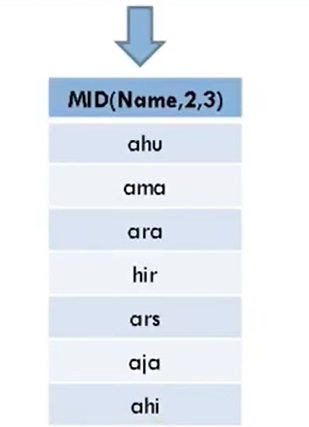 MID(Name,2,3)
ahu
ama
ara
hir
ars
aja
ahi